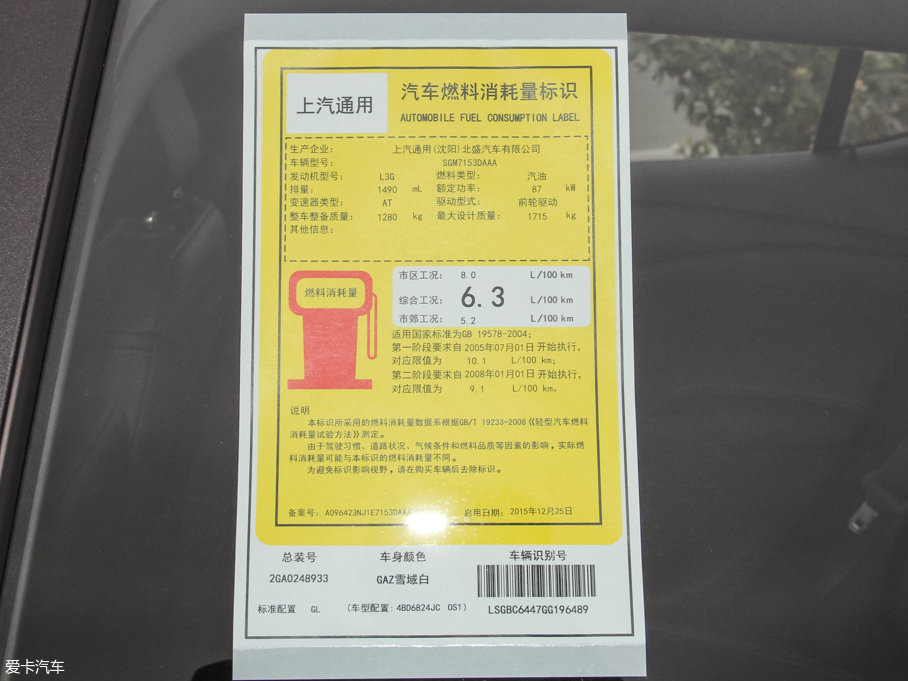 上汽通用
汽车燃料消耗量标识
AUTOMOBILE FUEL CONSUMPTION LABEL
生产企业： 上汽通用(沈阳)北盛汽车有限公司
车辆型号： SGM7153DAAA
发动机型号： L3G 燃料类型： 汽油
排量： 1490 mL 额定功率： 87 kW
变速器类型： AT 驱动型式： 前轮驱动
整车整备质量： 1280 kg 最大设计质量： 1715 kg
其他信息：
燃料消耗量
市区工况： 8.0 L/100 km
综合工况： 6.3 L/100 km
市郊工况： 5.2 L/100 km
适用国家标准为GB 19578-2004；
第一阶段要求自2005年07月01日开始执行，
对应限值为 10.1 L/100 km；
第二阶段要求自2008年01月01日开始执行，
对应限值为 9.1 L/100 km。
说明
本标识所采用的燃料消耗量数据系根据GB/T 19233-2008《轻型汽车燃料
消耗量试验方法》测定。
由于驾驶习惯、道路状况、气候条件和燃料品质等因素的影响，实际燃
料消耗量可能与本标识的燃料消耗量不同。
为避免标识影响视野，请在购买车辆后去除标识。
备案号： 启用日期： 2015年12月25日
总装号 车身颜色 车辆识别号
2GA0248933 GAZ雪域白
标准配置 GL (车型配置：4BD6824JC OS1) LSGBC6447GG196489
爱卡汽车